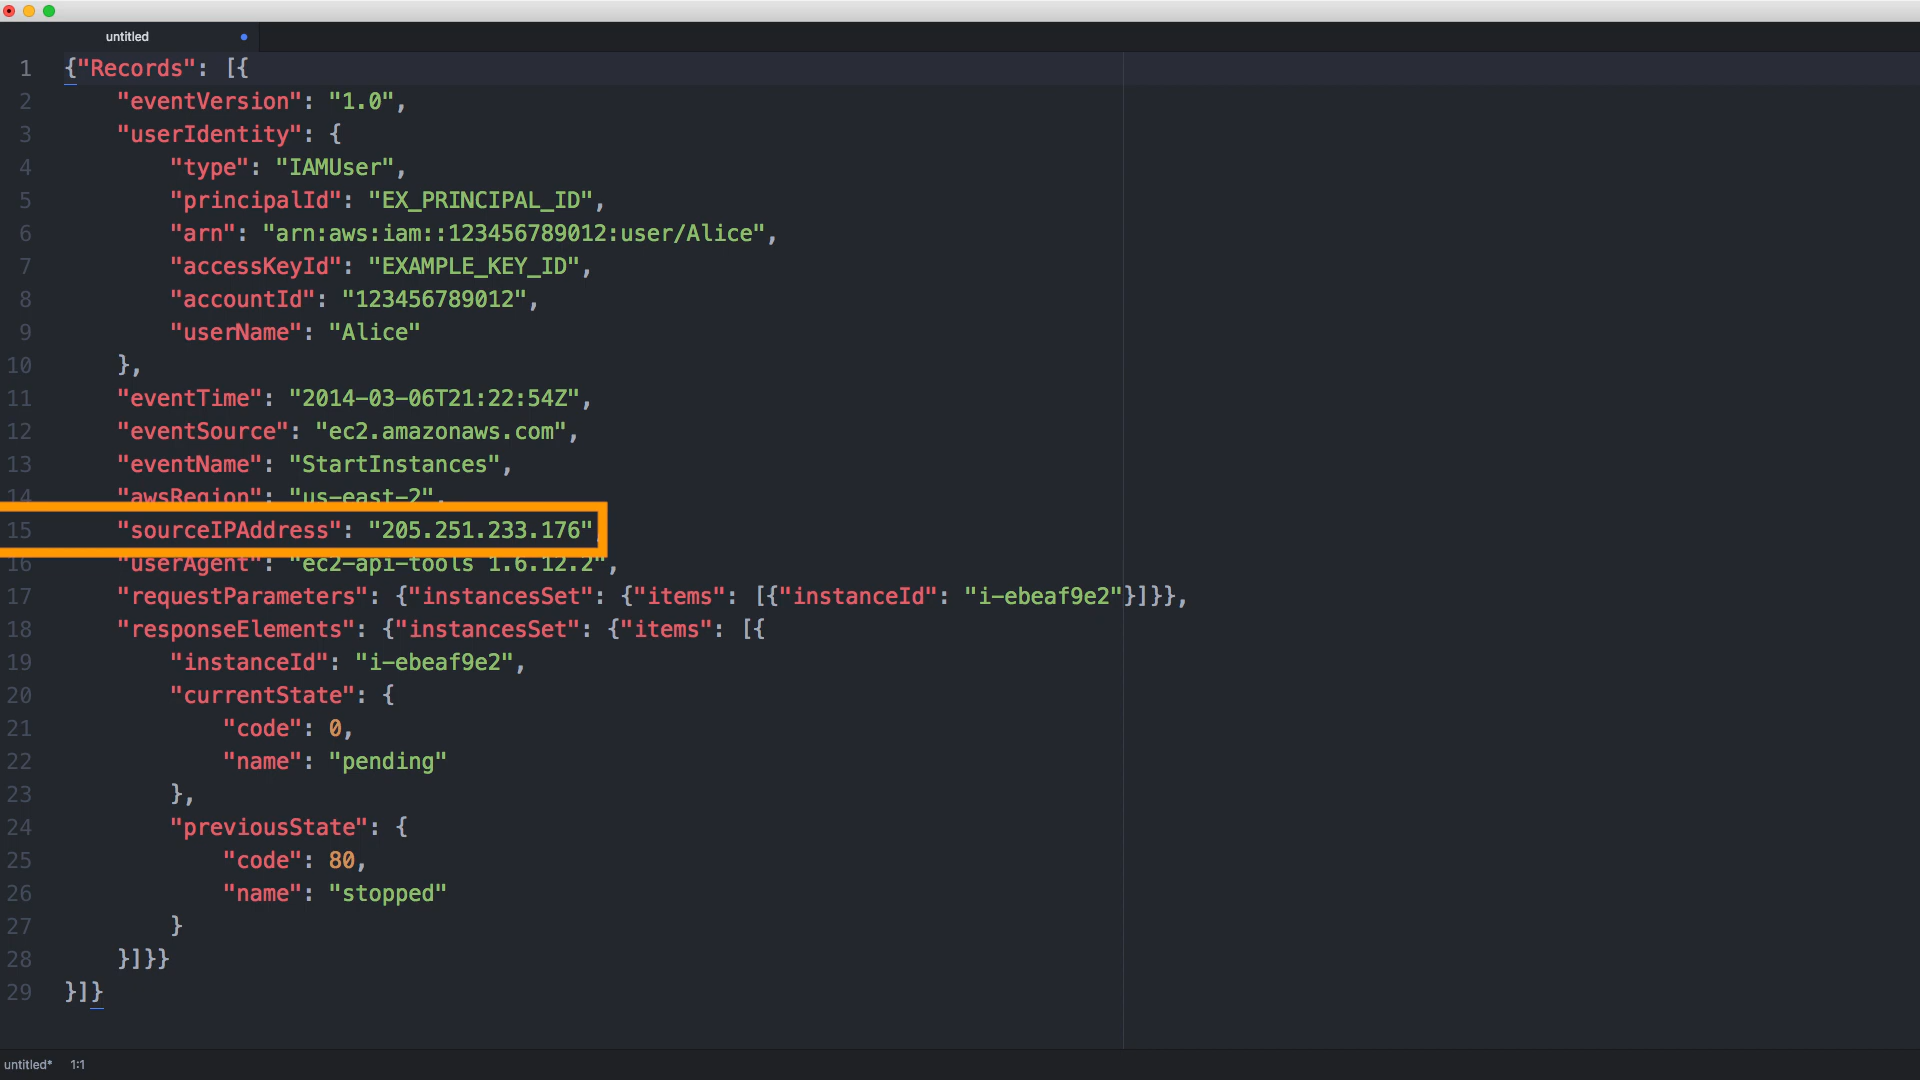 untitled
1 {"Records": [{
2 "eventVersion": "1.0",
3 "userIdentity": {
4 "type": "IAMUser",
5 "principalId": "EX_PRINCIPAL_ID",
6 "arn": "arn:aws:iam::123456789012:user/Alice",
7 "accessKeyId": "EXAMPLE_KEY_ID",
8 "accountId": "123456789012",
9 "userName": "Alice"
10 },
11 "eventTime": "2014-03-06T21:22:54Z",
12 "eventSource": "ec2.amazonaws.com",
13 "eventName": "StartInstances",
14 "awsRegion": "us-east-2",
15 "sourceIPAddress": "205.251.233.176",
16 "userAgent": "ec2-api-tools 1.6.12.2",
17 "requestParameters": {"instancesSet": {"items": [{"instanceId": "i-ebeaf9e2"}]}},
18 "responseElements": {"instancesSet": {"items": [{
19 "instanceId": "i-ebeaf9e2",
20 "currentState": {
21 "code": 0,
22 "name": "pending"
23 },
24 "previousState": {
25 "code": 80,
26 "name": "stopped"
27 }
28 }]}}
29 }]}
untitled* 1:1